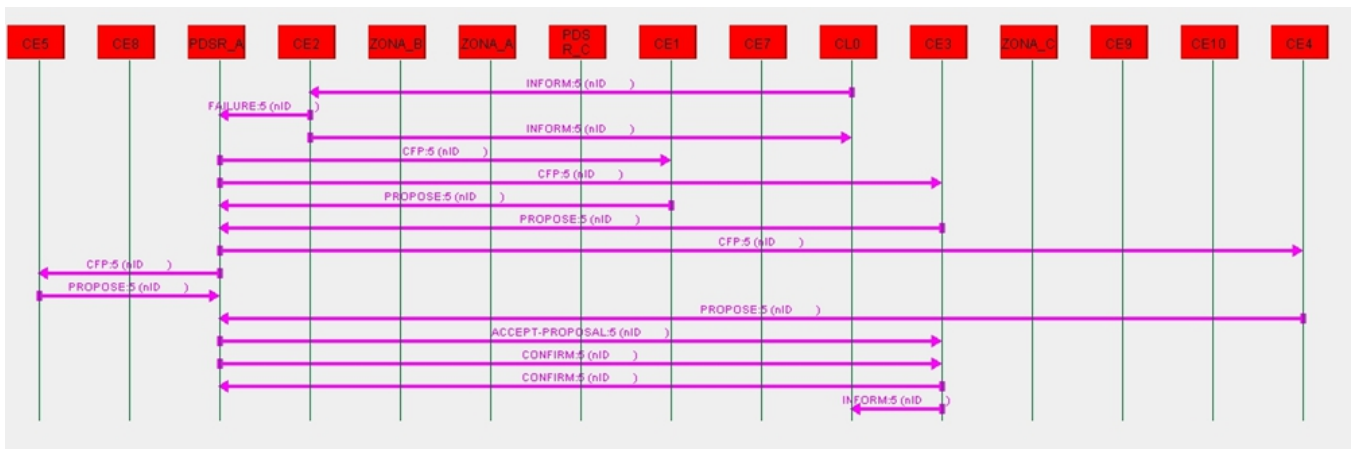 CE5 CE8 PDSR_A CE2 ZONA_B ZONA_A PDS R_C CE1 CE7 CL0 CE3 ZONA_C CE9 CE10 CE4
INFORM:5 (nID )
FAILURE:5 (nID )
INFORM:5 (nID )
CFP:5 (nID )
CFP:5 (nID )
PROPOSE:5 (nID )
PROPOSE:5 (nID )
CFP:5 (nID )
CFP:5 (nID )
PROPOSE:5 (nID )
PROPOSE:5 (nID )
ACCEPT-PROPOSAL:5 (nID )
CONFIRM:5 (nID )
CONFIRM:5 (nID )
INFORM:5 (nID )